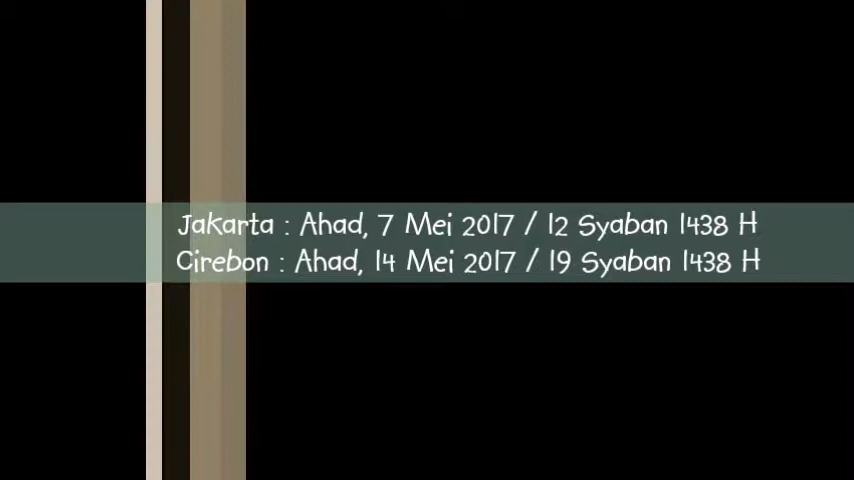 Jakarta : Ahad, 7 Mei 2017 / 12 Syaban 1438 H
Cirebon : Ahad, 14 Mei 2017 / 19 Syaban 1438 H